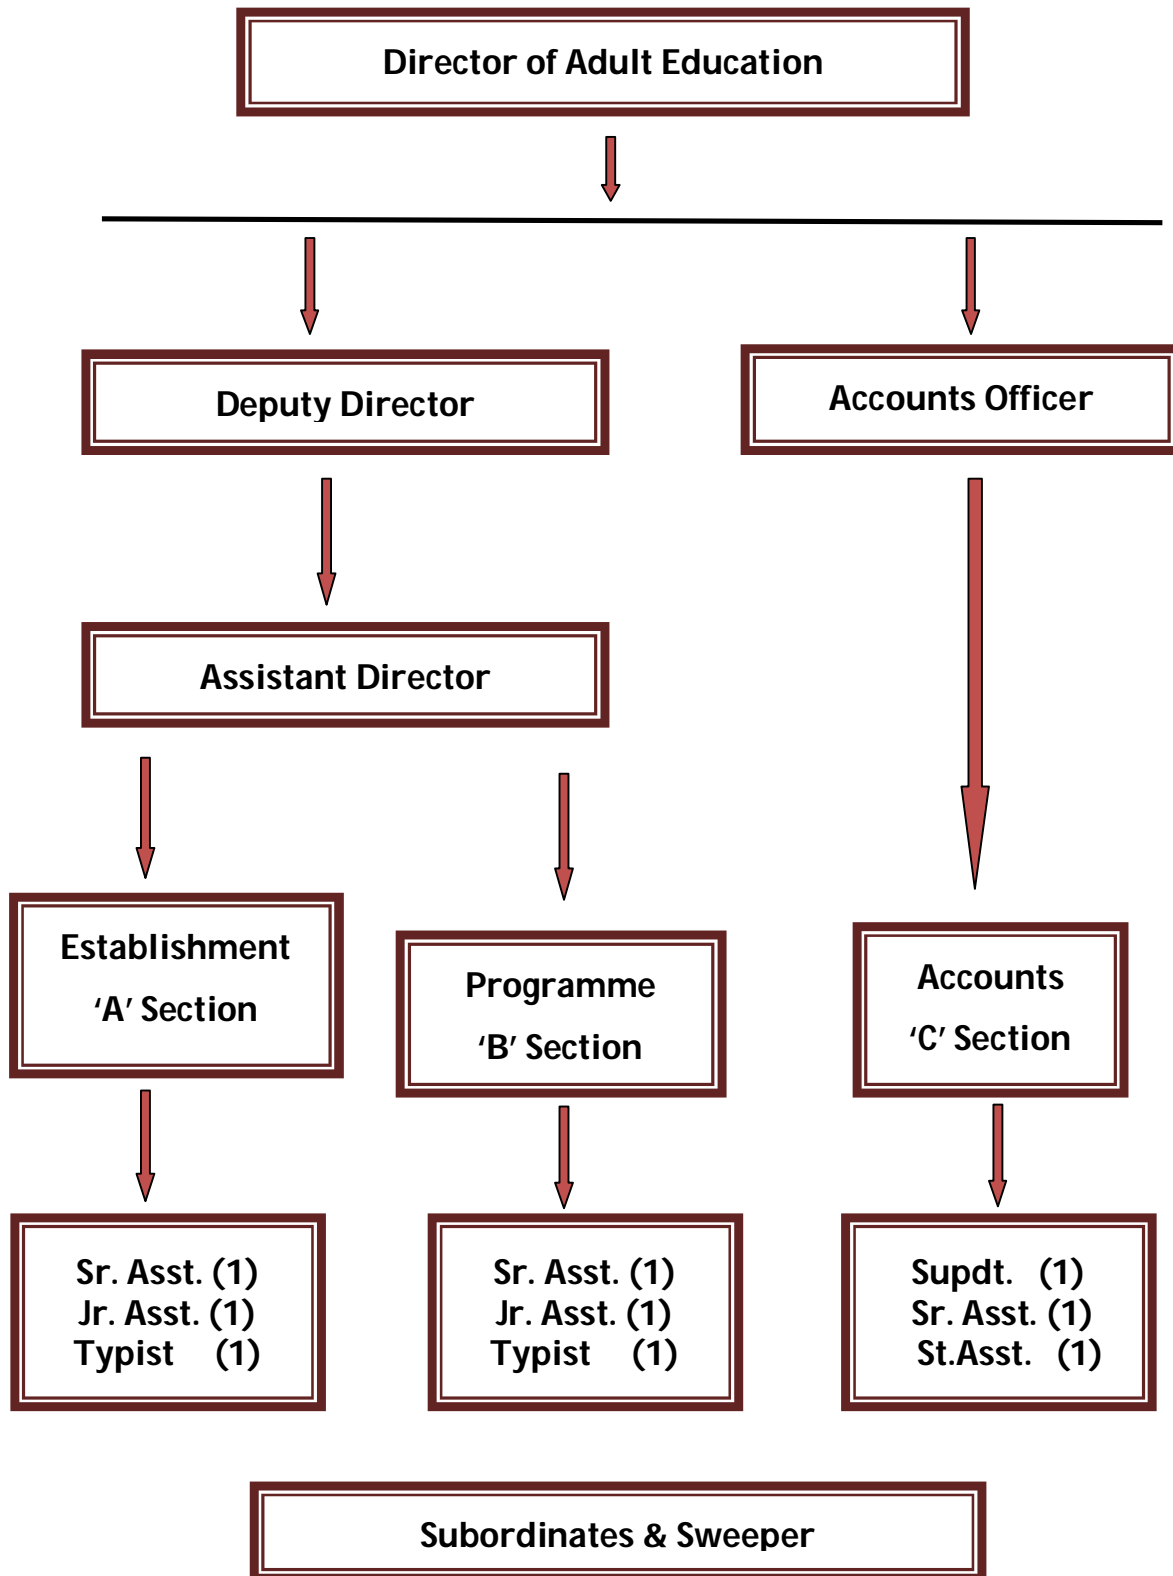 Director of Adult Education
Deputy Director
Accounts Officer
Assistant Director
Establishment
‘A’ Section
Programme
‘B’ Section
Accounts
‘C’ Section
Sr. Asst. (1)
Jr. Asst. (1)
Typist (1)
Sr. Asst. (1)
Jr. Asst. (1)
Typist (1)
Supdt. (1)
Sr. Asst. (1)
St.Asst. (1)
Subordinates & Sweeper